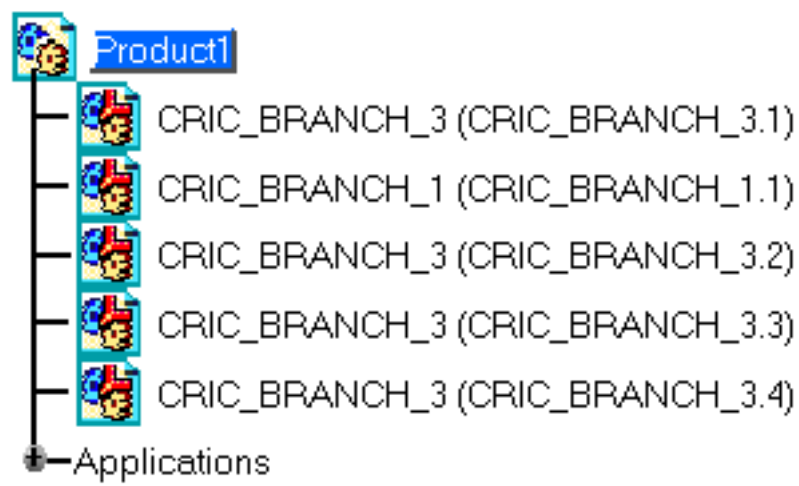 Product1
CRIC_BRANCH_3 (CRIC_BRANCH_3.1)
CRIC_BRANCH_1 (CRIC_BRANCH_1.1)
CRIC_BRANCH_3 (CRIC_BRANCH_3.2)
CRIC_BRANCH_3 (CRIC_BRANCH_3.3)
CRIC_BRANCH_3 (CRIC_BRANCH_3.4)
Applications